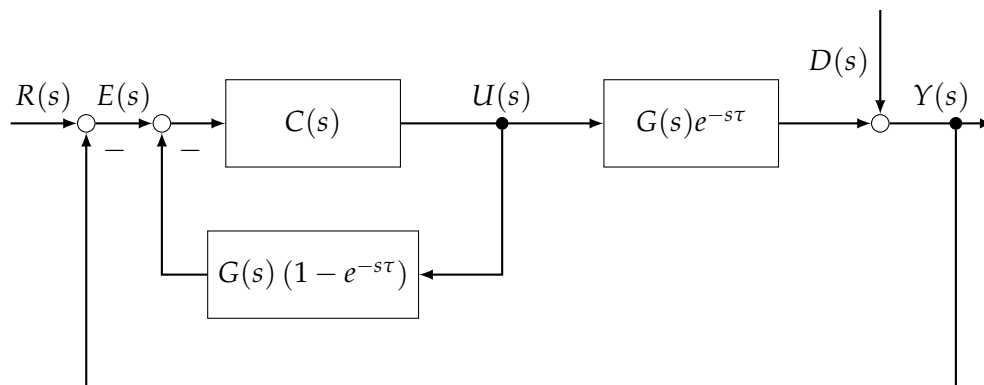 D(s)
R(s) E(s) U(s) Y(s)
C(s) G(s)e^{-sτ}
− −
G(s) (1 − e^{-sτ})